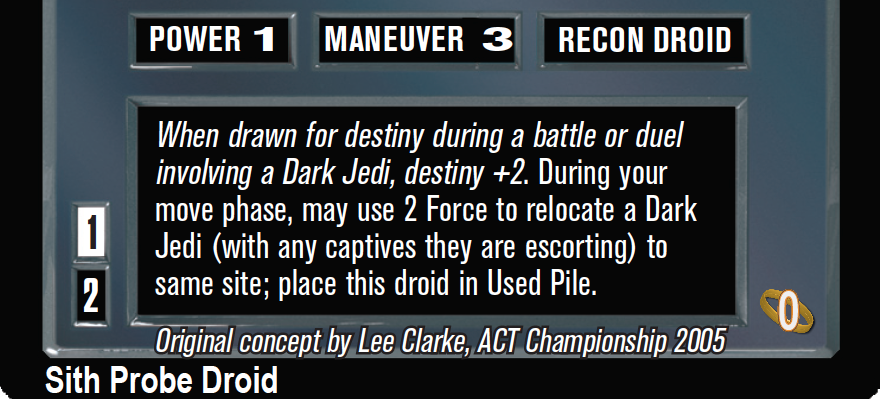 POWER 1 MANEUVER 3 RECON DROID
When drawn for destiny during a battle or duel
involving a Dark Jedi, destiny +2. During your
move phase, may use 2 Force to relocate a Dark
Jedi (with any captives they are escorting) to
same site; place this droid in Used Pile.
1
2
0
Original concept by Lee Clarke, ACT Championship 2005
Sith Probe Droid